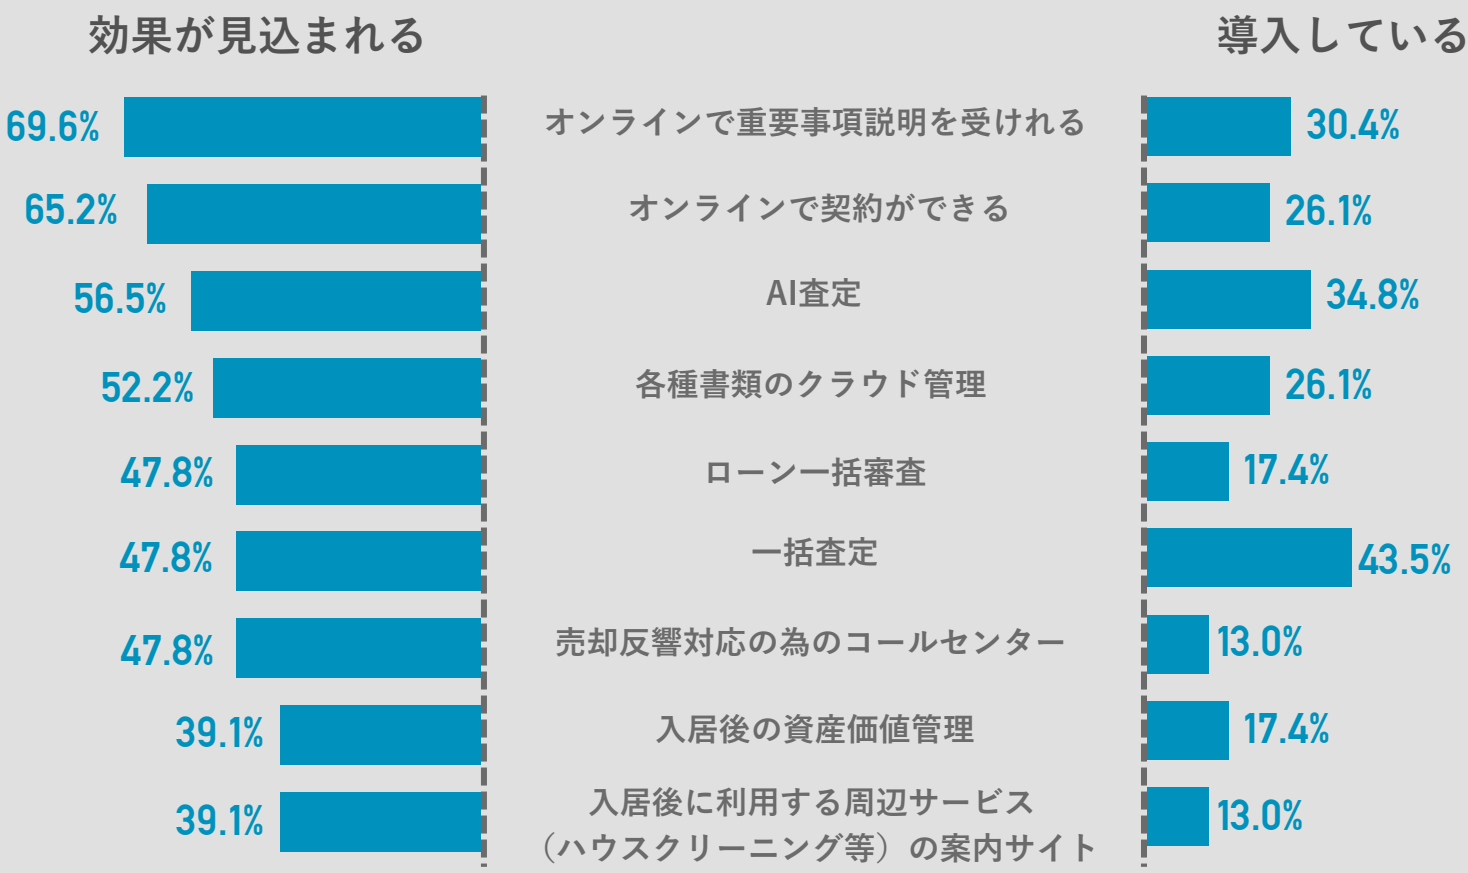 効果が見込まれる 導入している
69.6% オンラインで重要事項説明を受けれる 30.4%
65.2% オンラインで契約ができる 26.1%
56.5% AI査定 34.8%
52.2% 各種書類のクラウド管理 26.1%
47.8% ローン一括審査 17.4%
47.8% 一括査定 43.5%
47.8% 売却反響対応の為のコールセンター 13.0%
39.1% 入居後の資産価値管理 17.4%
39.1% 入居後に利用する周辺サービス 13.0%
（ハウスクリーニング等）の案内サイト